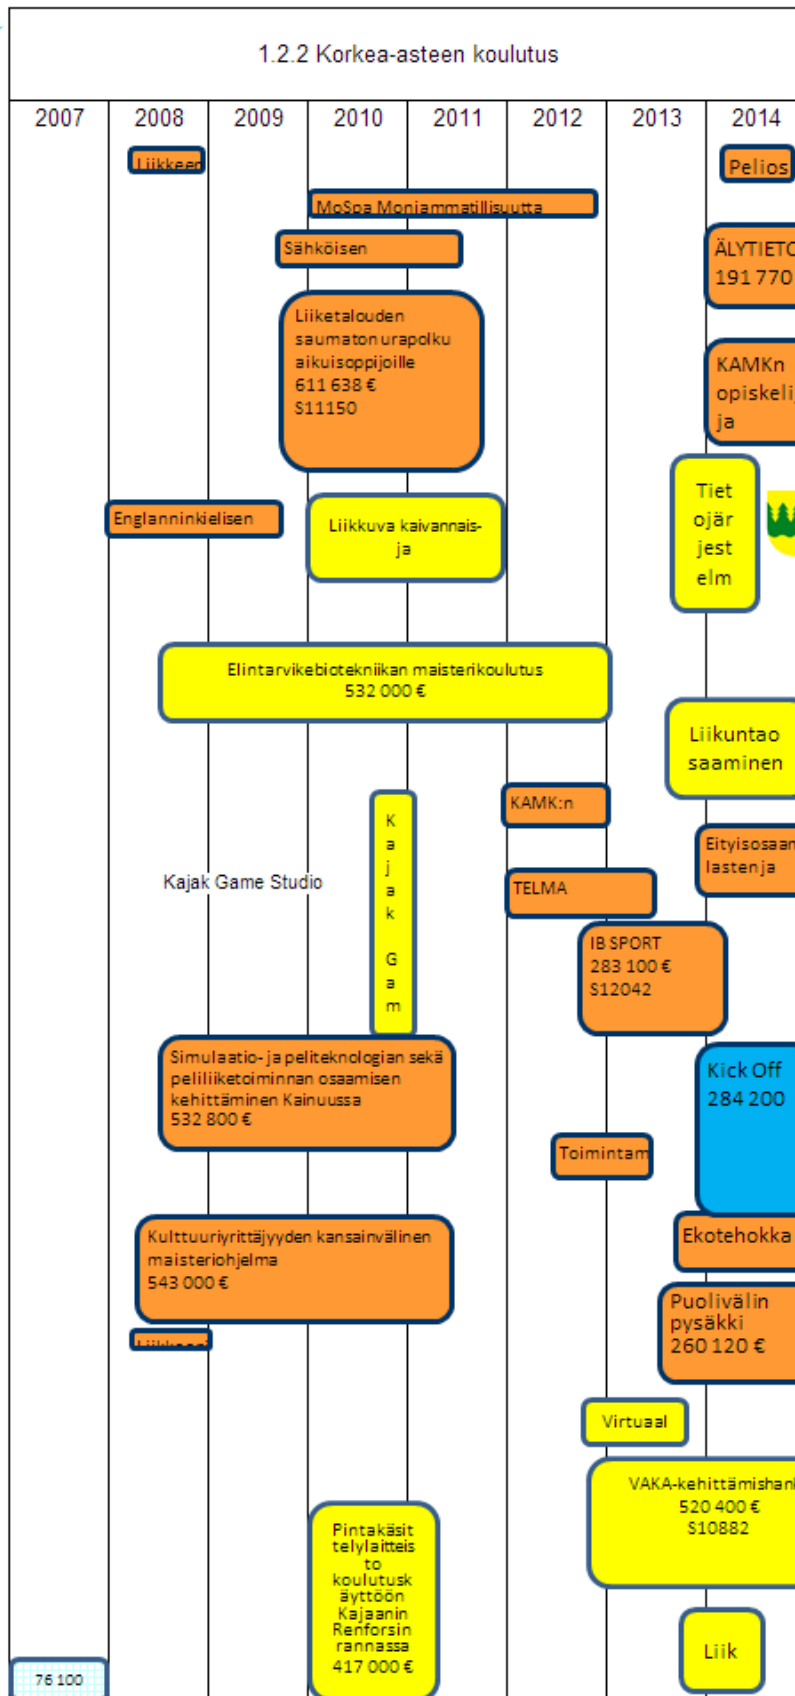 1.2.2 Korkea-asteen koulutus
2007 2008 2009 2010 2011 2012 2013 2014
Liikkeen
Pelios
MoSpa Moniammatillisuutta
Sähköisen
ÄLYTIETO
191 770
Liiketalouden
saumaton urapolku
aikuisoppijoille
611 638 €
S11150
KAMKn
opiskelij
ja
Tiet
ojär
jest
elm
Englanninkielisen
Liikkuva kaivannais-
ja
Elintarvikebiotekniikan maisterikoulutus
532 000 €
Liikuntao
saaminen
KAMK:n
K
a
j
a
k
G
a
m
Eityisosaan
lasten ja
Kajak Game Studio
TELMA
IB SPORT
283 100 €
S12042
Simulaatio- ja peliteknologian sekä
peliliiketoiminnan osaamisen
kehittäminen Kainuussa
532 800 €
Kick Off
284 200
Toimintam
Kulttuuriyrittäjyyden kansainvälinen
maisteriohjelma
543 000 €
Ekotehokka
Puolivälin
pysäkki
260 120 €
Virtuaal
VAKA-kehittämishank
520 400 €
S10882
Pintakäsit
telylaitteis
to
koulutusk
äyttöön
Kajaanin
Renforsin
rannassa
417 000 €
Liik
76 100